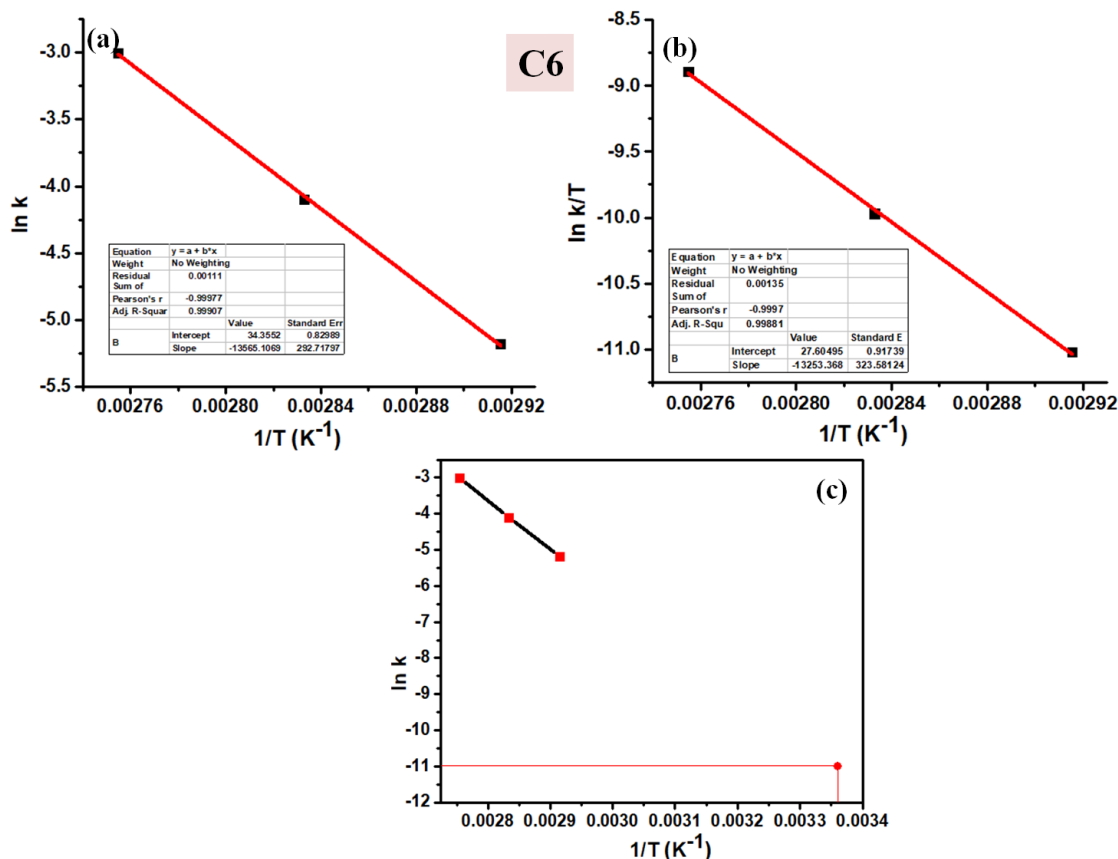 (a)
C6
(b)
-3.0
-3.5
-4.0
-4.5
-5.0
-5.5
ln k
Equation y = a + b*x
Weight No Weighting
Residual Sum of 0.00111
Pearson's r -0.99977
Adj. R-Squar 0.99907
Value Standard Err
B Intercept 34.3552 0.82989
Slope -13565.1069 292.71797
0.00276 0.00280 0.00284 0.00288 0.00292
1/T (K-1)
-8.5
-9.0
-9.5
-10.0
-10.5
-11.0
ln k/T
Equation y = a + b*x
Weight No Weighting
Residual Sum of 0.00135
Pearson's r -0.9997
Adj. R-Squ 0.99881
Value Standard E
B Intercept 27.60495 0.91739
Slope -13253.368 323.58124
0.00276 0.00280 0.00284 0.00288 0.00292
1/T (K-1)
(c)
-3
-4
-5
-6
-7
-8
-9
-10
-11
-12
ln k
0.0028 0.0029 0.0030 0.0031 0.0032 0.0033 0.0034
1/T (K-1)